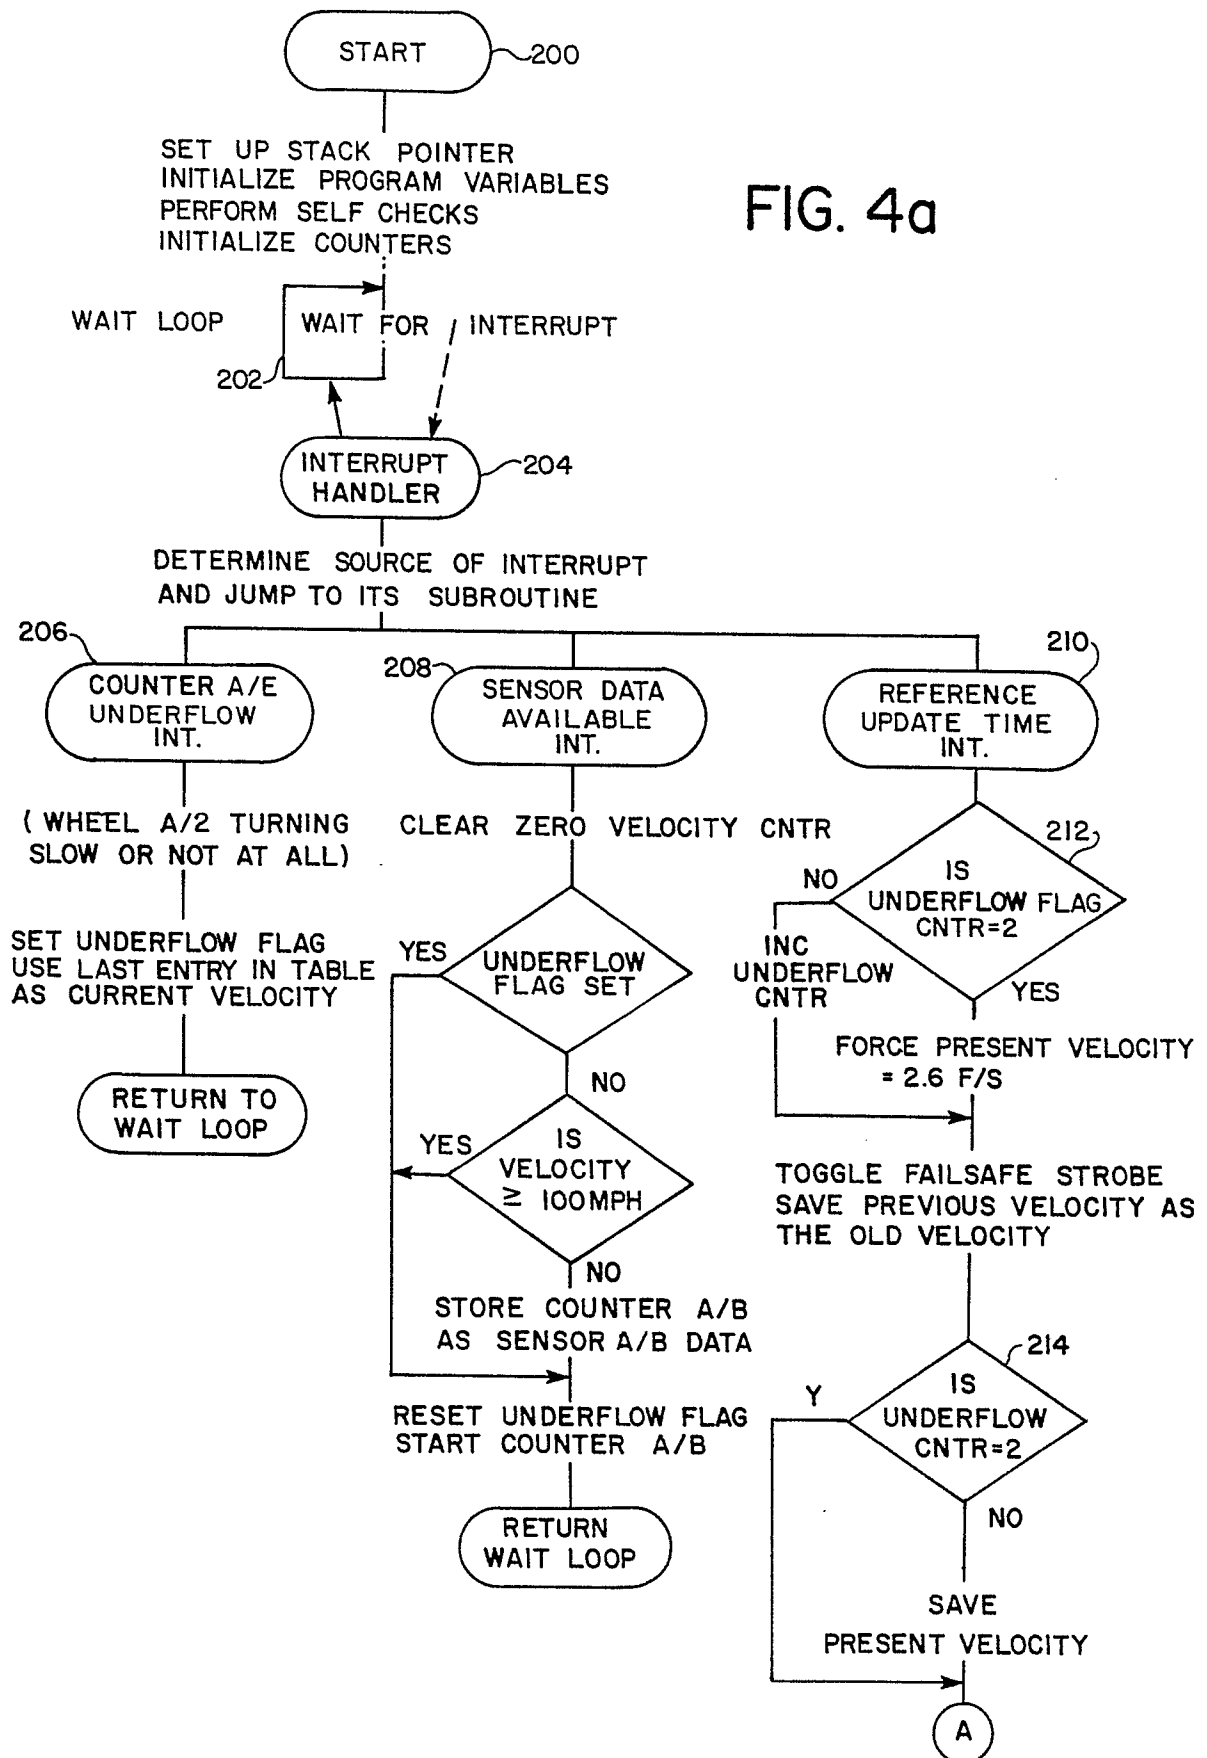 START
200
SET UP STACK POINTER
INITIALIZE PROGRAM VARIABLES
PERFORM SELF CHECKS
INITIALIZE COUNTERS
FIG. 4a
WAIT LOOP
WAIT FOR INTERRUPT
202
INTERRUPT
HANDLER
204
DETERMINE SOURCE OF INTERRUPT
AND JUMP TO ITS SUBROUTINE
206
COUNTER A/E
UNDERFLOW
INT.
(WHEEL A/2 TURNING
SLOW OR NOT AT ALL)
SET UNDERFLOW FLAG
USE LAST ENTRY IN TABLE
AS CURRENT VELOCITY
RETURN TO
WAIT LOOP
208
SENSOR DATA
AVAILABLE
INT.
CLEAR ZERO VELOCITY CNTR
UNDERFLOW
FLAG SET
YES
NO
IS
VELOCITY
≥ 100MPH
YES
NO
STORE COUNTER A/B
AS SENSOR A/B DATA
RESET UNDERFLOW FLAG
START COUNTER A/B
RETURN
WAIT LOOP
210
REFERENCE
UPDATE TIME
INT.
212
IS
UNDERFLOW FLAG
CNTR=2
NO
INC
UNDERFLOW
CNTR
YES
FORCE PRESENT VELOCITY
= 2.6 F/S
TOGGLE FAILSAFE STROBE
SAVE PREVIOUS VELOCITY AS
THE OLD VELOCITY
214
IS
UNDERFLOW
CNTR=2
Y
NO
SAVE
PRESENT VELOCITY
A